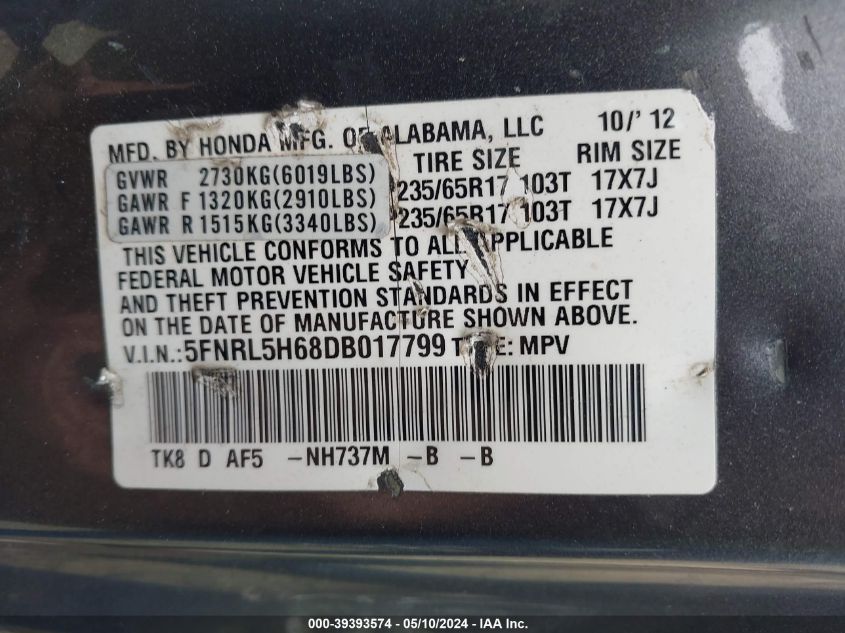 MFD. BY HONDA MFG. OF ALABAMA, LLC 10/' 12
TIRE SIZE RIM SIZE
GVWR 2730KG(6019LBS)
GAWR F 1320KG(2910LBS) 235/65R17 103T 17X7J
GAWR R 1515KG(3340LBS) 235/65R17 103T 17X7J
THIS VEHICLE CONFORMS TO ALL APPLICABLE
FEDERAL MOTOR VEHICLE SAFETY
AND THEFT PREVENTION STANDARDS IN EFFECT
ON THE DATE OF MANUFACTURE SHOWN ABOVE.
V.I.N.:5FNRL5H68DB017799 TYPE: MPV
TK8 D AF5 -NH737M -B -B
000-39393574 - 05/10/2024 - IAA Inc.